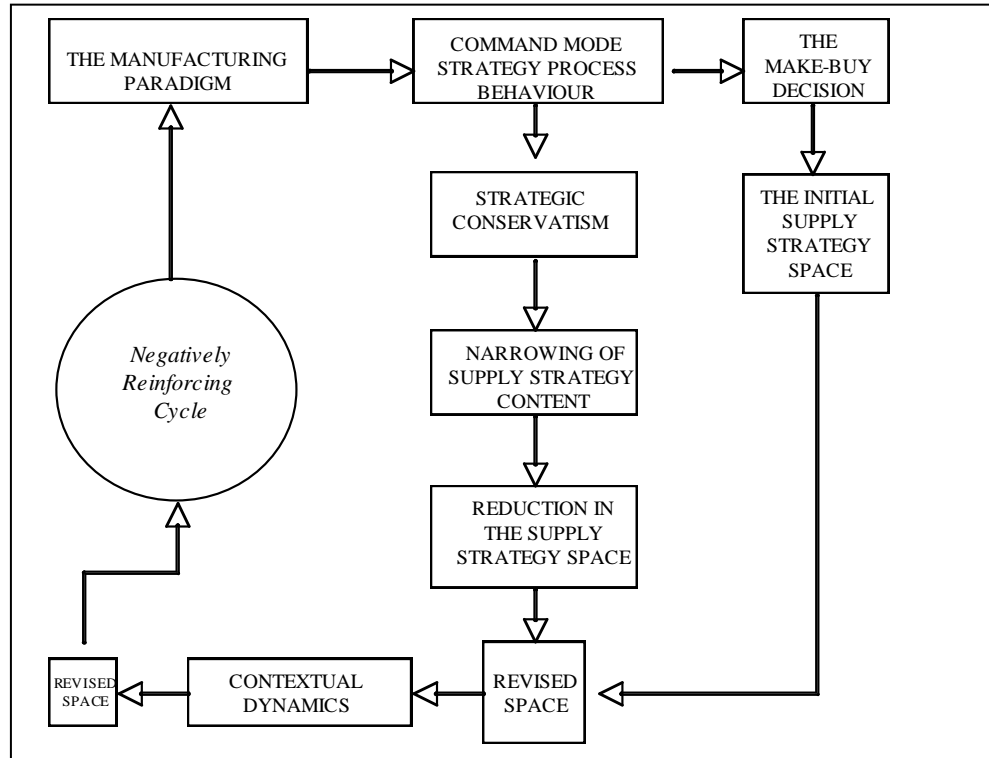 THE MANUFACTURING
PARADIGM
COMMAND MODE
STRATEGY PROCESS
BEHAVIOUR
THE
MAKE-BUY
DECISION
STRATEGIC
CONSERVATISM
THE INITIAL
SUPPLY
STRATEGY
SPACE
Negatively
Reinforcing
Cycle
NARROWING OF
SUPPLY STRATEGY
CONTENT
REDUCTION IN
THE SUPPLY
STRATEGY SPACE
REVISED
SPACE
CONTEXTUAL
DYNAMICS
REVISED
SPACE